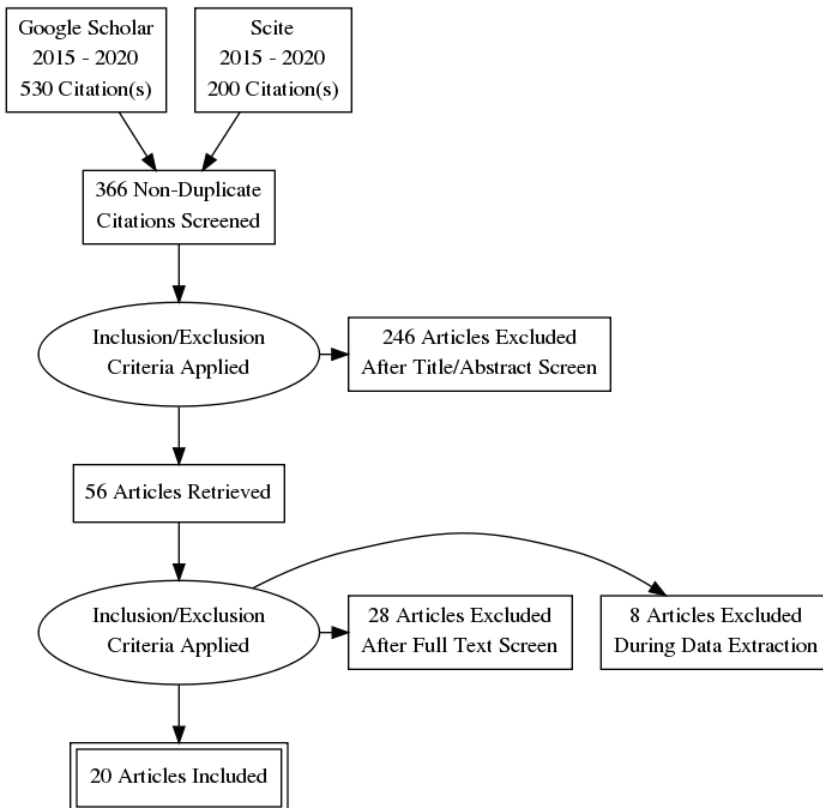 Google Scholar
2015 - 2020
530 Citation(s)
Scite
2015 - 2020
200 Citation(s)
366 Non-Duplicate
Citations Screened
Inclusion/Exclusion
Criteria Applied
246 Articles Excluded
After Title/Abstract Screen
56 Articles Retrieved
Inclusion/Exclusion
Criteria Applied
28 Articles Excluded
After Full Text Screen
8 Articles Excluded
During Data Extraction
20 Articles Included